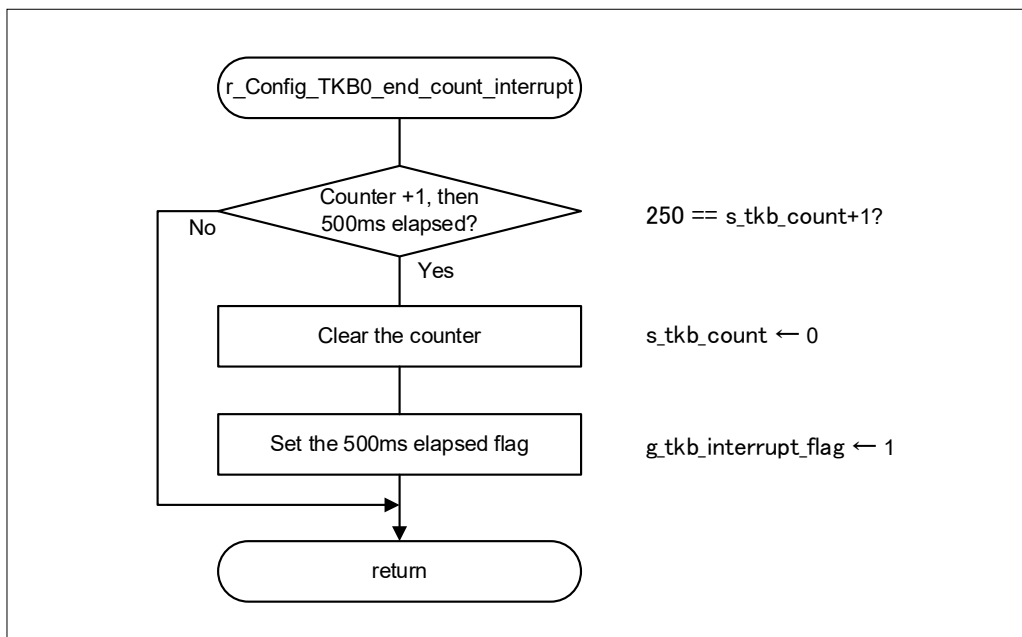 r_Config_TKB0_end_count_interrupt
Counter +1, then
500ms elapsed?
250 == s_tkb_count+1?
No
Yes
Clear the counter
s_tkb_count ← 0
Set the 500ms elapsed flag
g_tkb_interrupt_flag ← 1
return